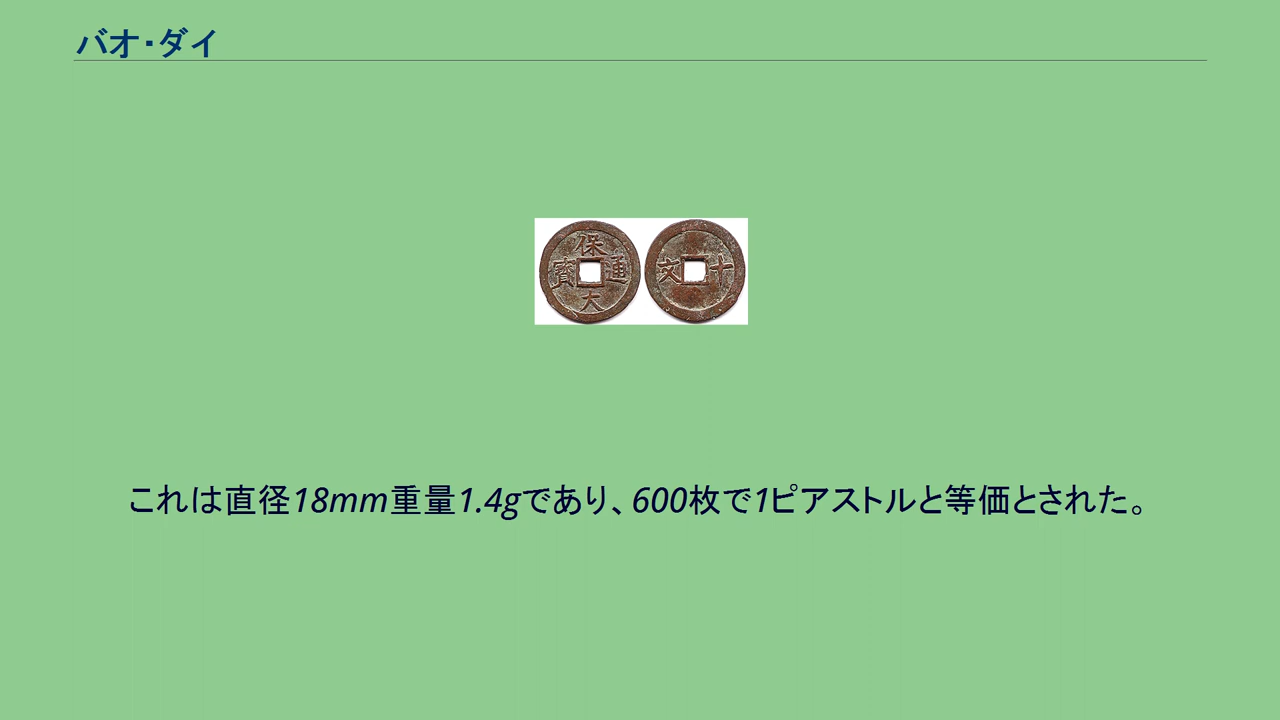 バオ・ダイ
保
寶 通
大
文 十
これは直径18mm重量1.4gであり、600枚で1ピアストルと等価とされた。